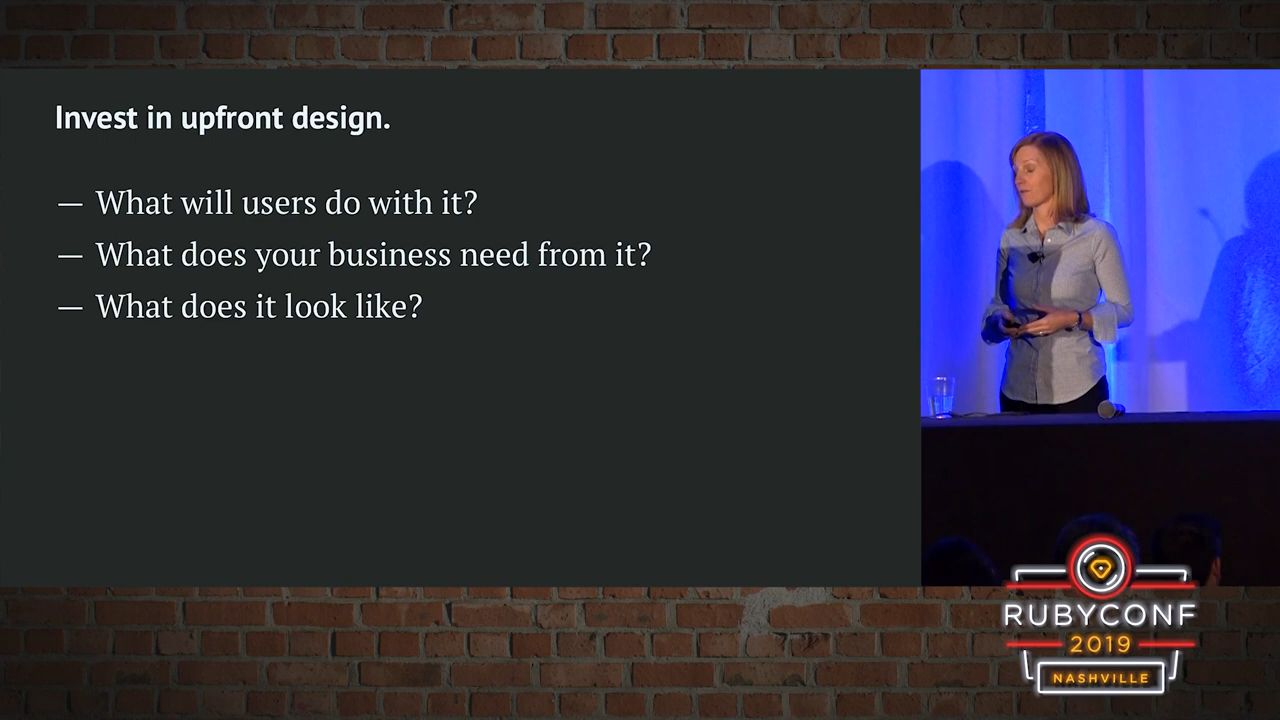 Invest in upfront design.
— What will users do with it?
— What does your business need from it?
— What does it look like?
RUBYCONF
2019
NASHVILLE